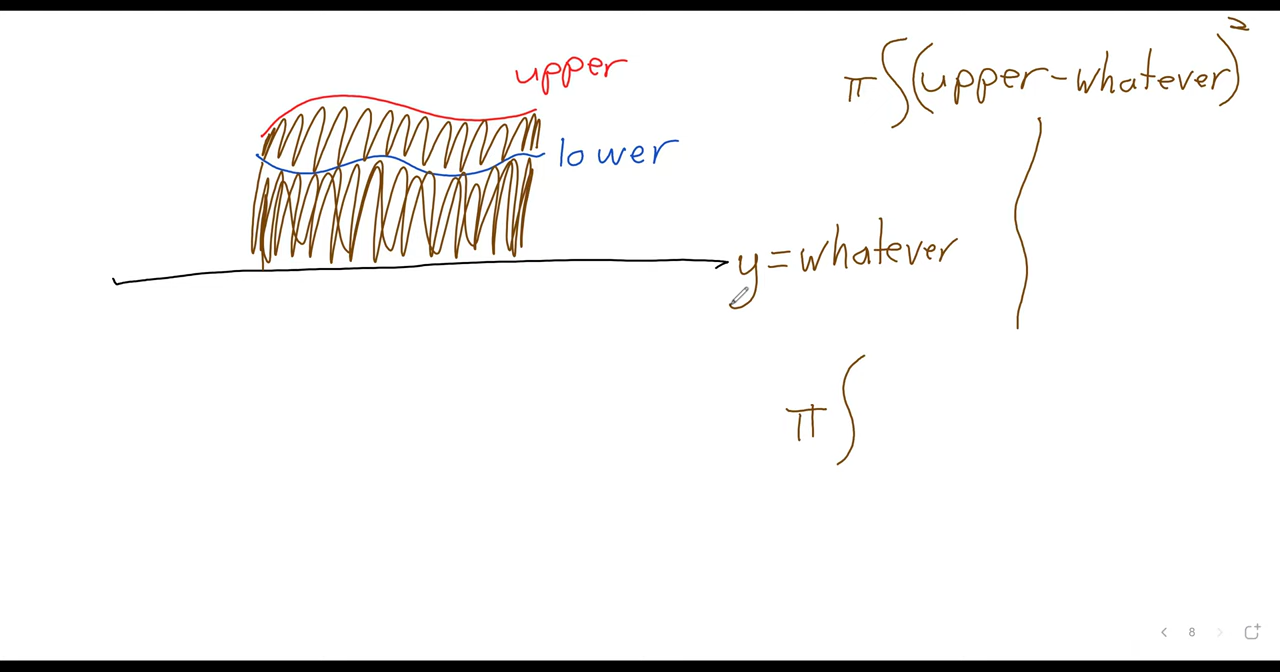 upper
π∫(upper-whatever)²
lower
y=whatever
π∫
8